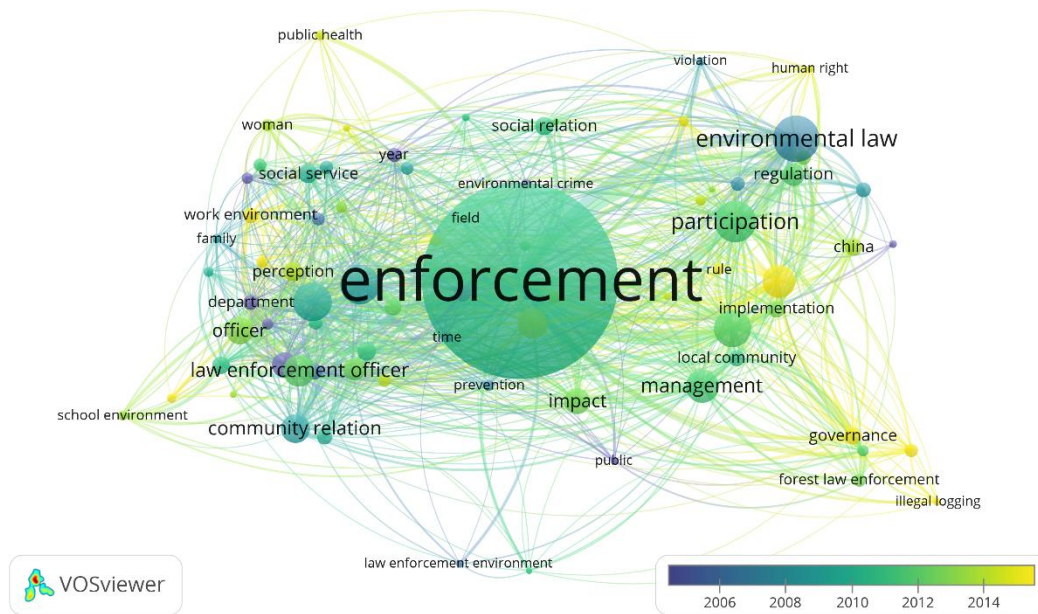 public health
violation
human right
woman
social relation
environmental law
year
social service
regulation
environmental crime
work environment
field
participation
family
china
perception
rule
enforcement
department
implementation
officer
time
local community
law enforcement officer
prevention
management
impact
school environment
community relation
governance
public
forest law enforcement
illegal logging
law enforcement environment
VOSviewer
2006 2008 2010 2012 2014